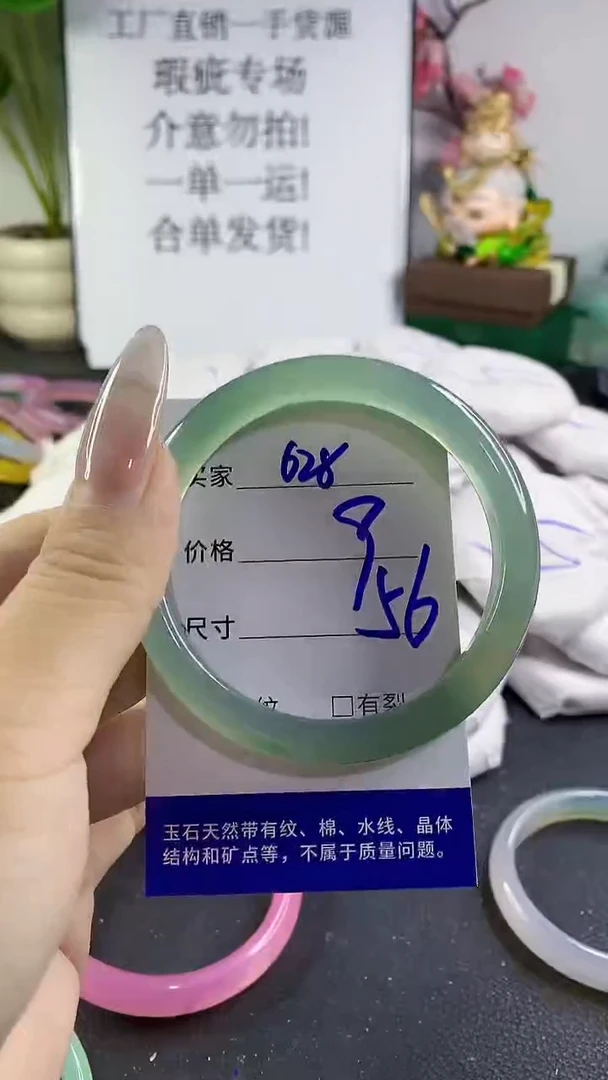 工厂直销一手货源
瑕疵专场
介意勿拍!
一单一运!
合单发货!
买家 628
价格
尺寸 56
纹 □有裂
玉石天然带有纹、棉、水线、晶体
结构和矿点等，不属于质量问题。